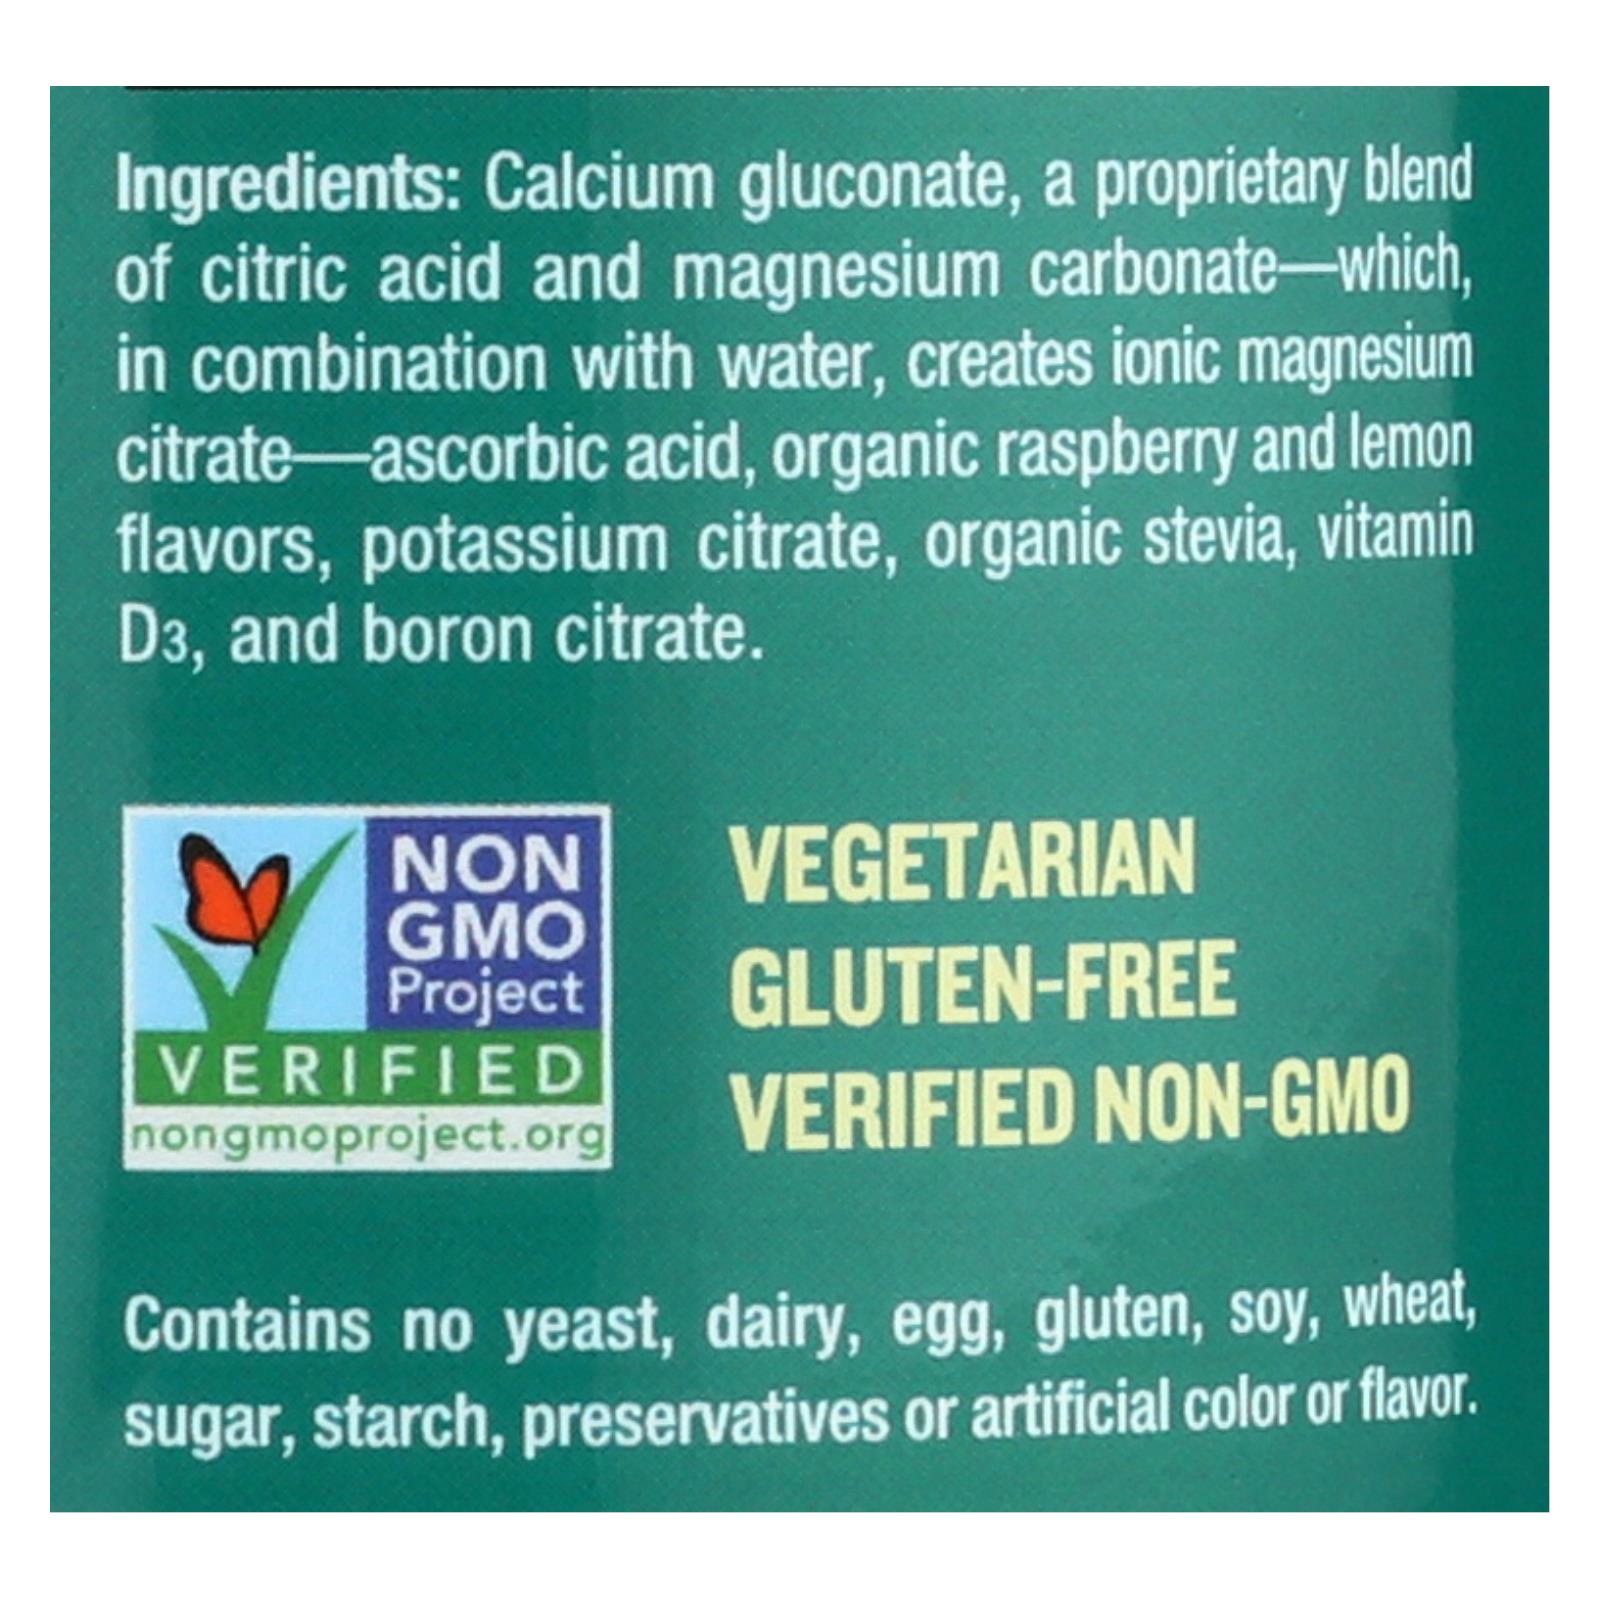 Ingredients: Calcium gluconate, a proprietary blend
of citric acid and magnesium carbonate—which,
in combination with water, creates ionic magnesium
citrate—ascorbic acid, organic raspberry and lemon
flavors, potassium citrate, organic stevia, vitamin
D3, and boron citrate.
NON
GMO
Project
VERIFIED
nongmoproject.org
VEGETARIAN
GLUTEN-FREE
VERIFIED NON-GMO
Contains no yeast, dairy, egg, gluten, soy, wheat,
sugar, starch, preservatives or artificial color or flavor.